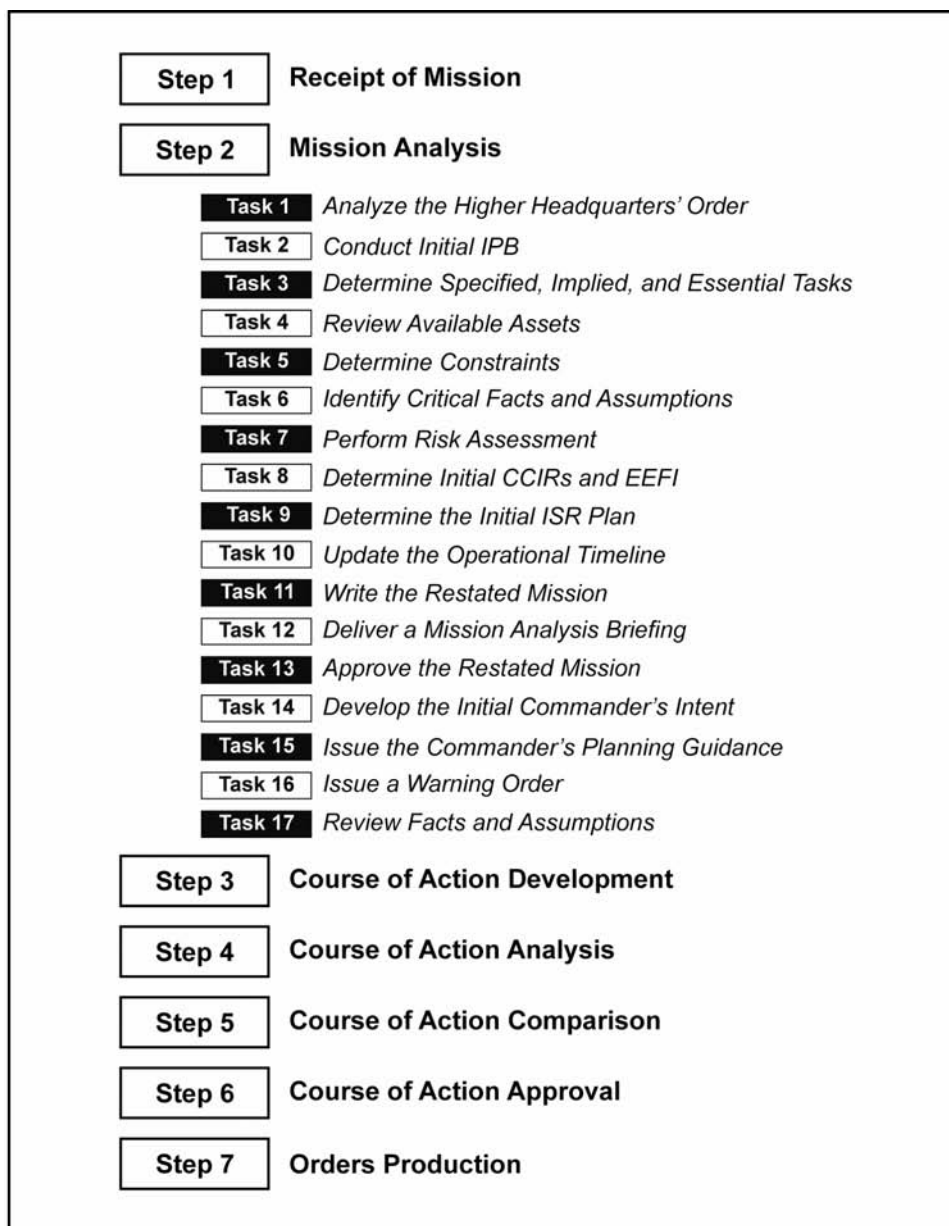 Step 1 Receipt of Mission
Step 2 Mission Analysis
Task 1 Analyze the Higher Headquarters’ Order
Task 2 Conduct Initial IPB
Task 3 Determine Specified, Implied, and Essential Tasks
Task 4 Review Available Assets
Task 5 Determine Constraints
Task 6 Identify Critical Facts and Assumptions
Task 7 Perform Risk Assessment
Task 8 Determine Initial CCIRs and EEFI
Task 9 Determine the Initial ISR Plan
Task 10 Update the Operational Timeline
Task 11 Write the Restated Mission
Task 12 Deliver a Mission Analysis Briefing
Task 13 Approve the Restated Mission
Task 14 Develop the Initial Commander’s Intent
Task 15 Issue the Commander’s Planning Guidance
Task 16 Issue a Warning Order
Task 17 Review Facts and Assumptions
Step 3 Course of Action Development
Step 4 Course of Action Analysis
Step 5 Course of Action Comparison
Step 6 Course of Action Approval
Step 7 Orders Production